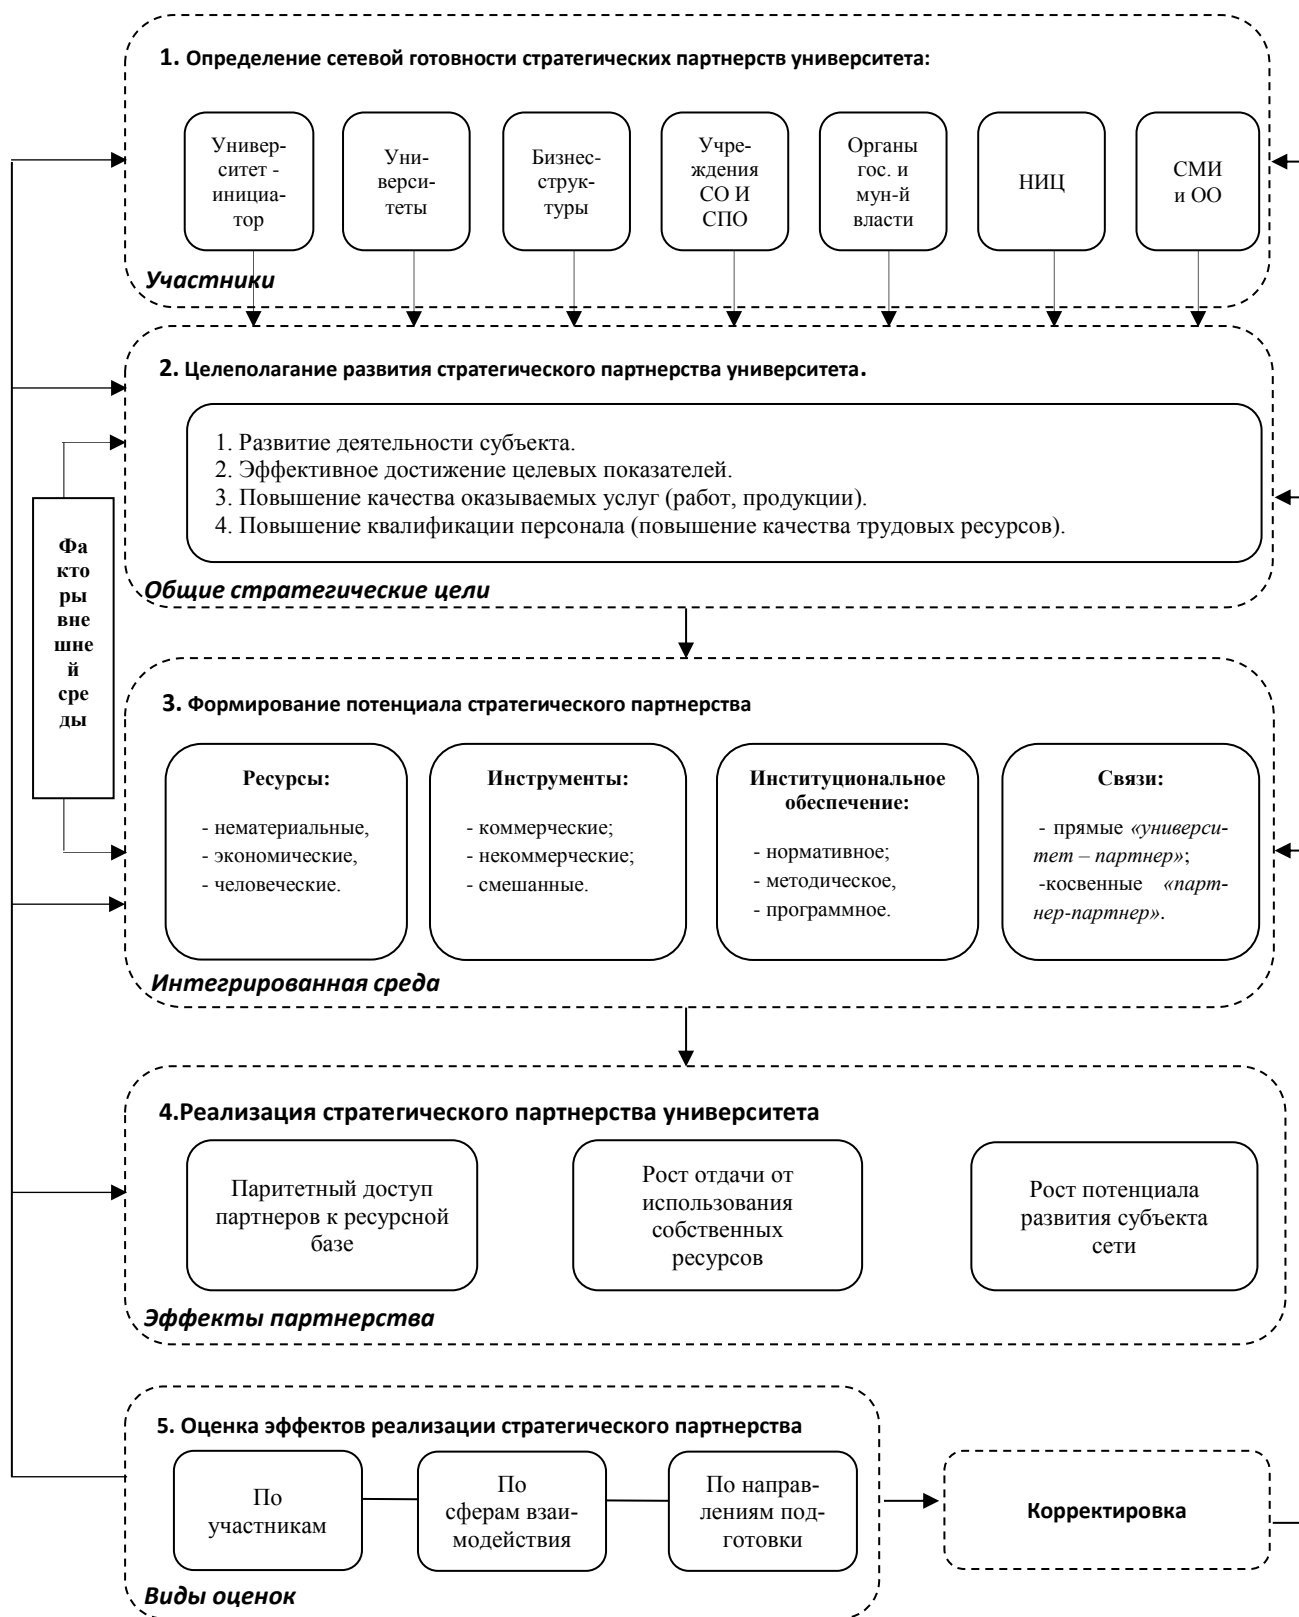 1. Определение сетевой готовности стратегических партнерств университета:
Универ-
ситет -
инициа-
тор
Уни-
верси-
теты
Бизнес-
струк-
туры
Учре-
ждения
СО И
СПО
Органы
гос. и
мун-й
власти
НИЦ
СМИ
и ОО
Участники
2. Целеполагание развития стратегического партнерства университета.
1. Развитие деятельности субъекта.
2. Эффективное достижение целевых показателей.
3. Повышение качества оказываемых услуг (работ, продукции).
4. Повышение квалификации персонала (повышение качества трудовых ресурсов).
Общие стратегические цели
Фа
кто
ры
вне
шне
й
сре
ды
3. Формирование потенциала стратегического партнерства
Ресурсы:
- нематериальные,
- экономические,
- человеческие.
Инструменты:
- коммерческие;
- некоммерческие;
- смешанные.
Институциональное
обеспечение:
- нормативное;
- методическое,
- программное.
Связи:
- прямые «универси-
тет – партнер»;
-косвенные «парт-
нер-партнер».
Интегрированная среда
4.Реализация стратегического партнерства университета
Паритетный доступ
партнеров к ресурсной
базе
Рост отдачи от
использования
собственных
ресурсов
Рост потенциала
развития субъекта
сети
Эффекты партнерства
5. Оценка эффектов реализации стратегического партнерства
По
участникам
По
сферам взаи-
модействия
По направ-
лениям под-
готовки
Виды оценок
Корректировка